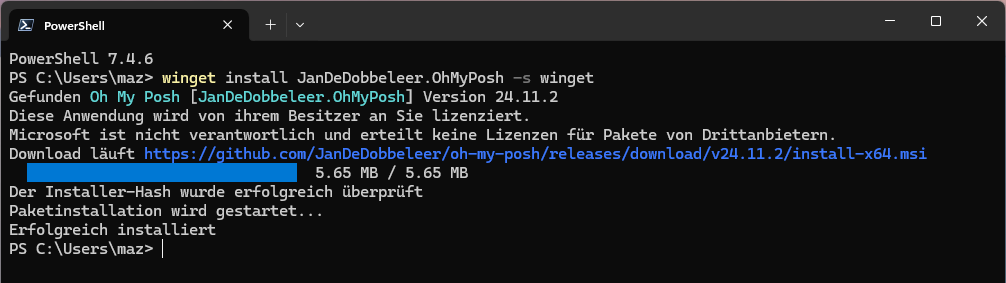 PowerShell
PowerShell 7.4.6
PS C:\Users\maz> winget install JanDeDobbeleer.OhMyPosh -s winget
Gefunden Oh My Posh [JanDeDobbeleer.OhMyPosh] Version 24.11.2
Diese Anwendung wird von ihrem Besitzer an Sie lizenziert.
Microsoft ist nicht verantwortlich und erteilt keine Lizenzen für Pakete von Drittanbietern.
Download läuft https://github.com/JanDeDobbeleer/oh-my-posh/releases/download/v24.11.2/install-x64.msi
5.65 MB / 5.65 MB
Der Installer-Hash wurde erfolgreich überprüft
Paketinstallation wird gestartet...
Erfolgreich installiert
PS C:\Users\maz>